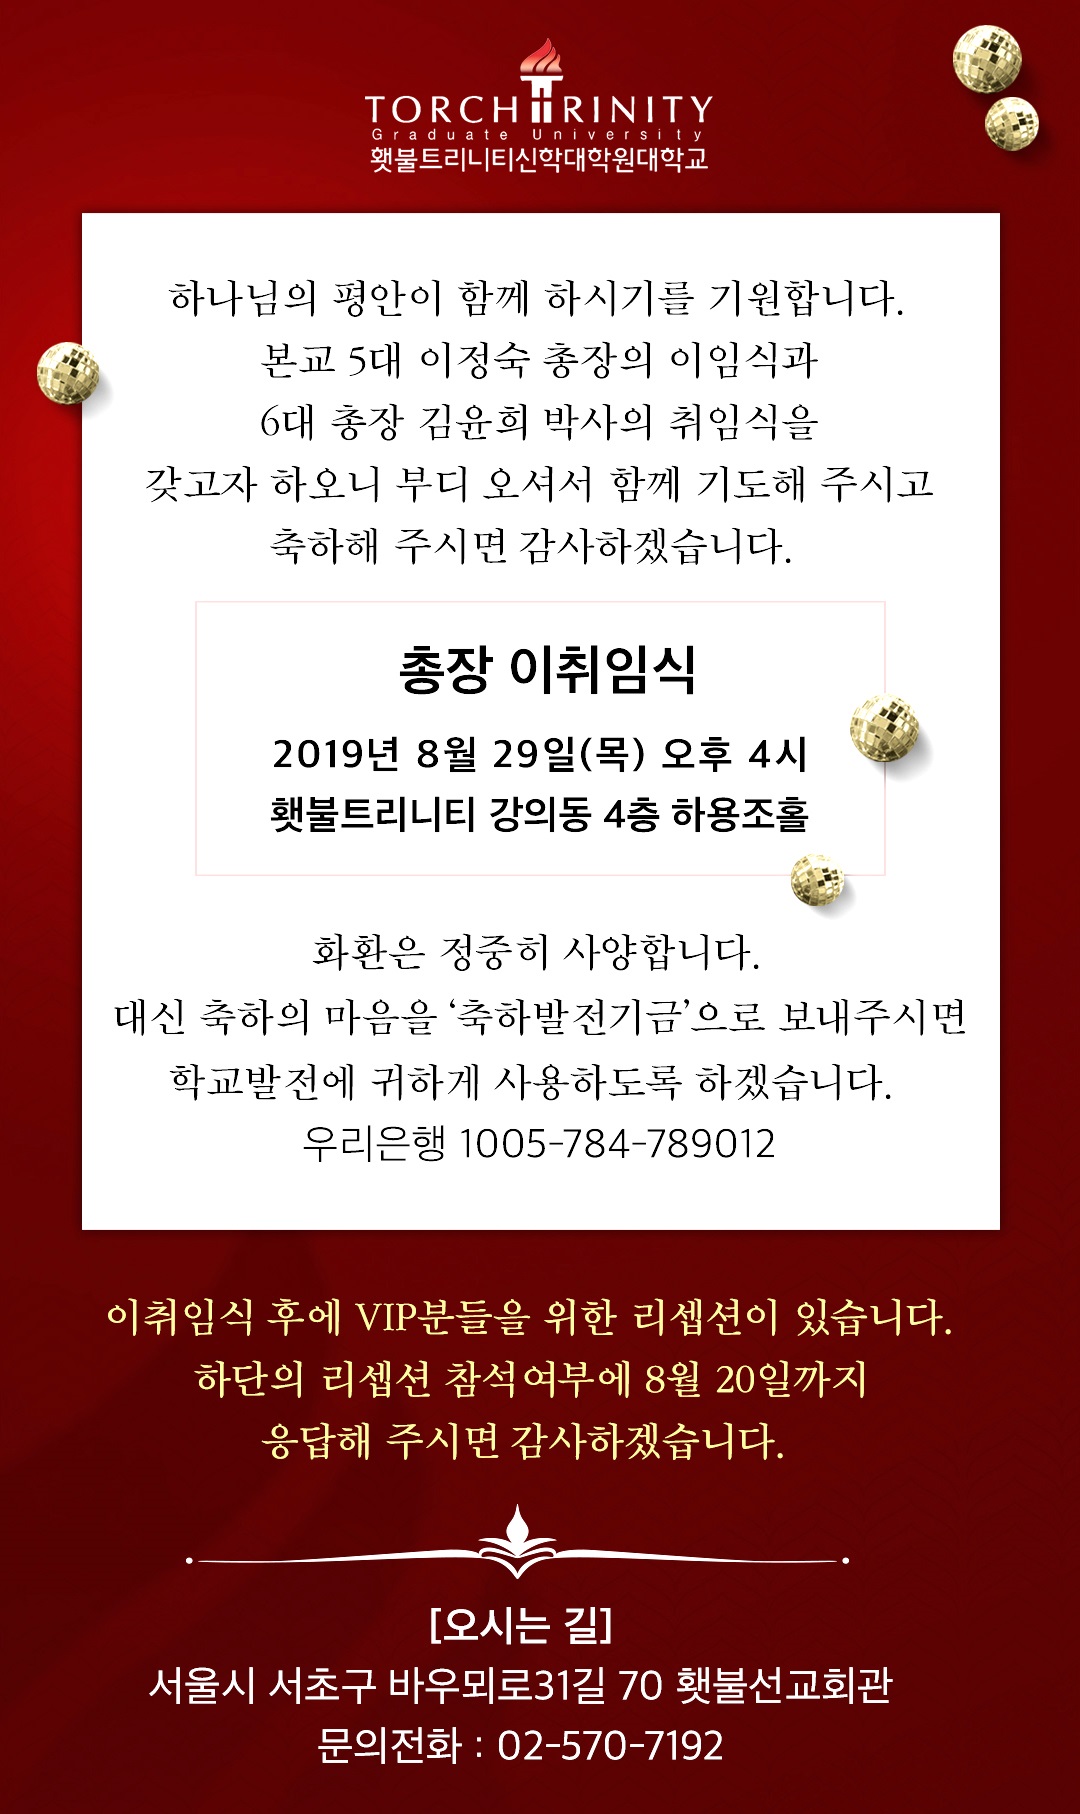 TORCH TRINITY
Graduate University
횃불트리니티신학대학원대학교
하나님의 평안이 함께 하시기를 기원합니다.
본교 5대 이정숙 총장의 이임식과
6대 총장 김윤희 박사의 취임식을
갖고자 하오니 부디 오셔서 함께 기도해 주시고
축하해 주시면 감사하겠습니다.
총장 이취임식
2019년 8월 29일(목) 오후 4시
횃불트리니티 강의동 4층 하용조홀
화환은 정중히 사양합니다.
대신 축하의 마음을 ‘축하발전기금’으로 보내주시면
학교발전에 귀하게 사용하도록 하겠습니다.
우리은행 1005-784-789012
이취임식 후에 VIP분들을 위한 리셉션이 있습니다.
하단의 리셉션 참석여부에 8월 20일까지
응답해 주시면 감사하겠습니다.
[오시는 길]
서울시 서초구 바우뫼로31길 70 횃불선교회관
문의전화 : 02-570-7192